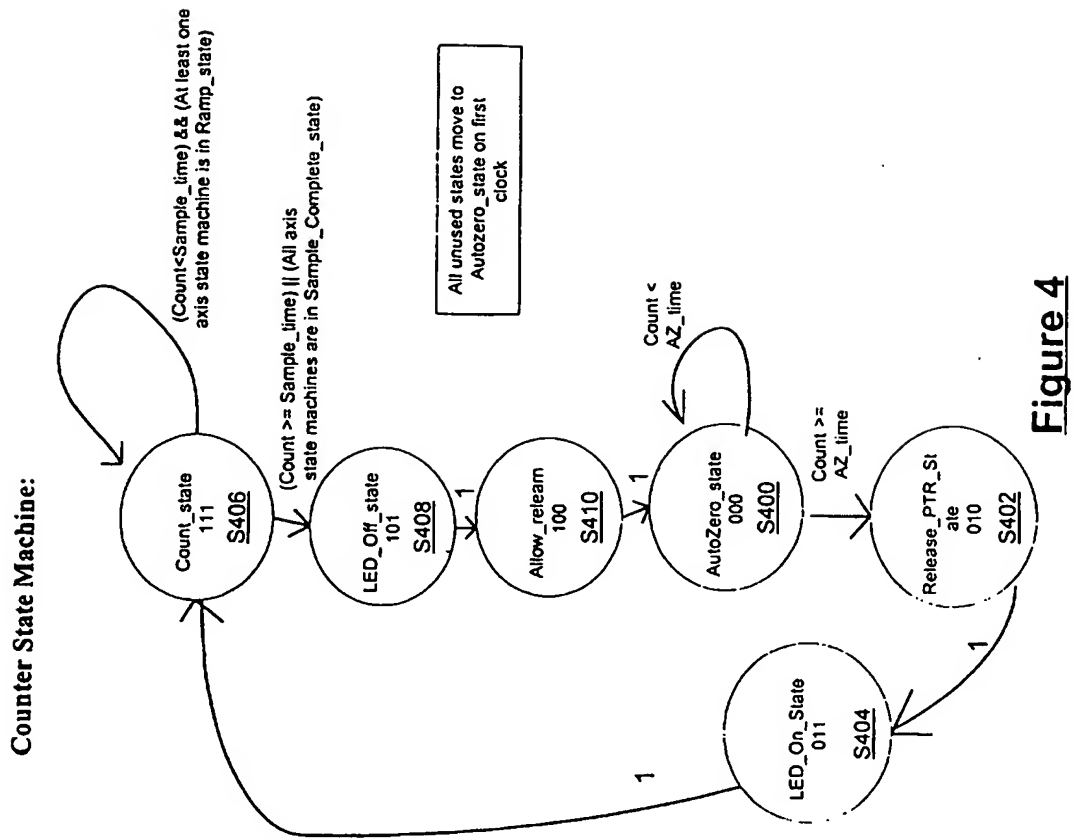 Counter State Machine:
(Count<Sample_time) && (At least one
axis state machine is in Ramp_state)
Count_state
111
S406
(Count >= Sample_time) || (All axis
state machines are in Sample_Complete_state)
LED_Off_state
101
S408
1
Allow_relearn
100
S410
1
All unused states move to
Autozero_state on first
clock
AutoZero_state
000
S400
Count <
AZ_time
Count >=
AZ_time
Release_PTR_St
ate
010
S402
1
LED_On_State
011
S404
1
Figure 4